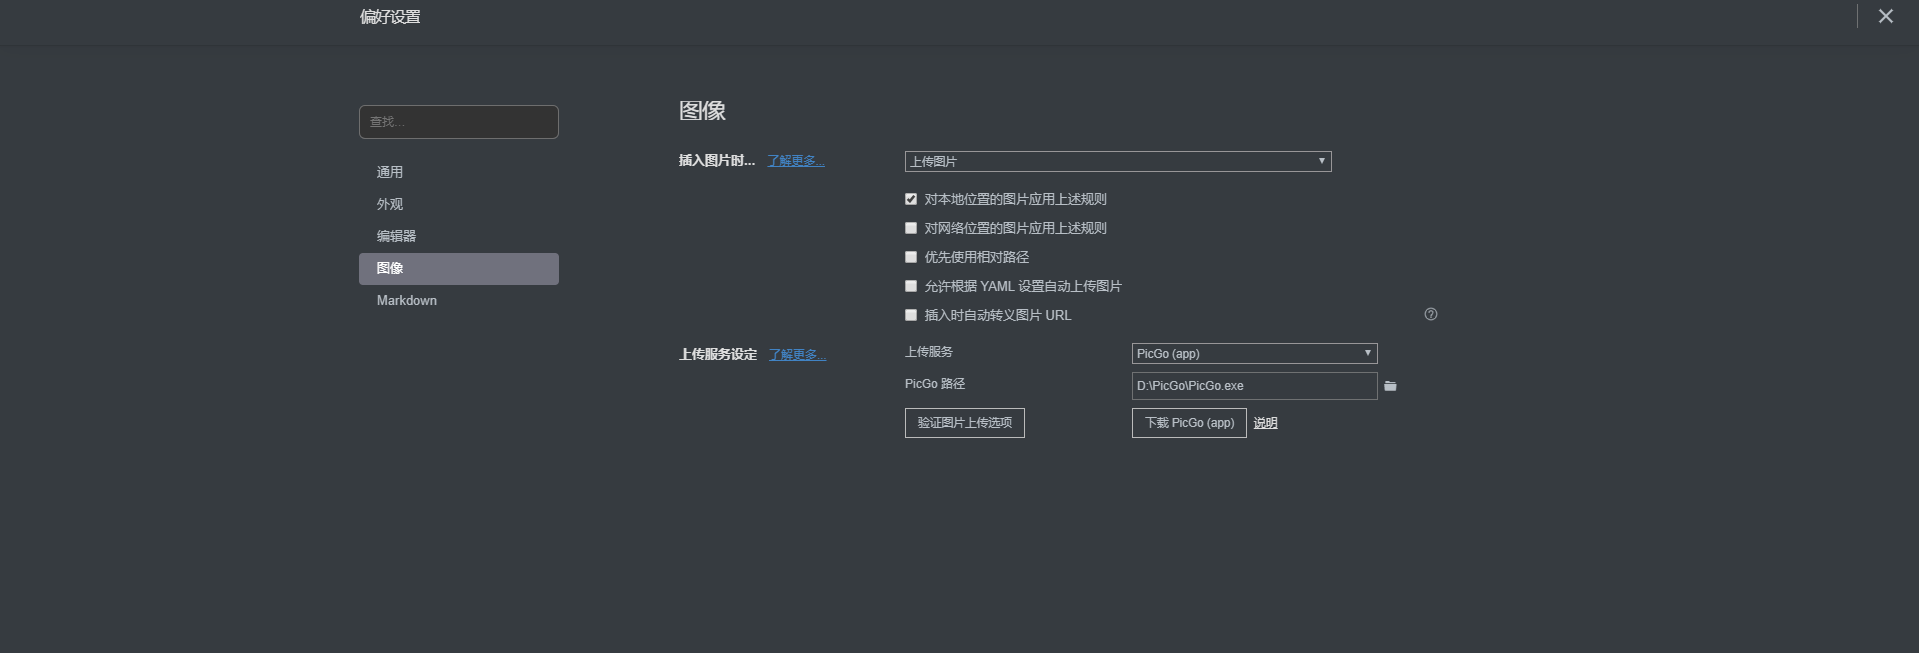 偏好设置
查找...
通用
外观
编辑器
图像
Markdown
图像
插入图片时... 了解更多...
上传图片
对本地位置的图片应用上述规则
对网络位置的图片应用上述规则
优先使用相对路径
允许根据 YAML 设置自动上传图片
插入时自动转义图片 URL
上传服务设定 了解更多...
上传服务 PicGo (app)
PicGo 路径 D:\PicGo\PicGo.exe
验证图片上传选项 下载 PicGo (app) 说明